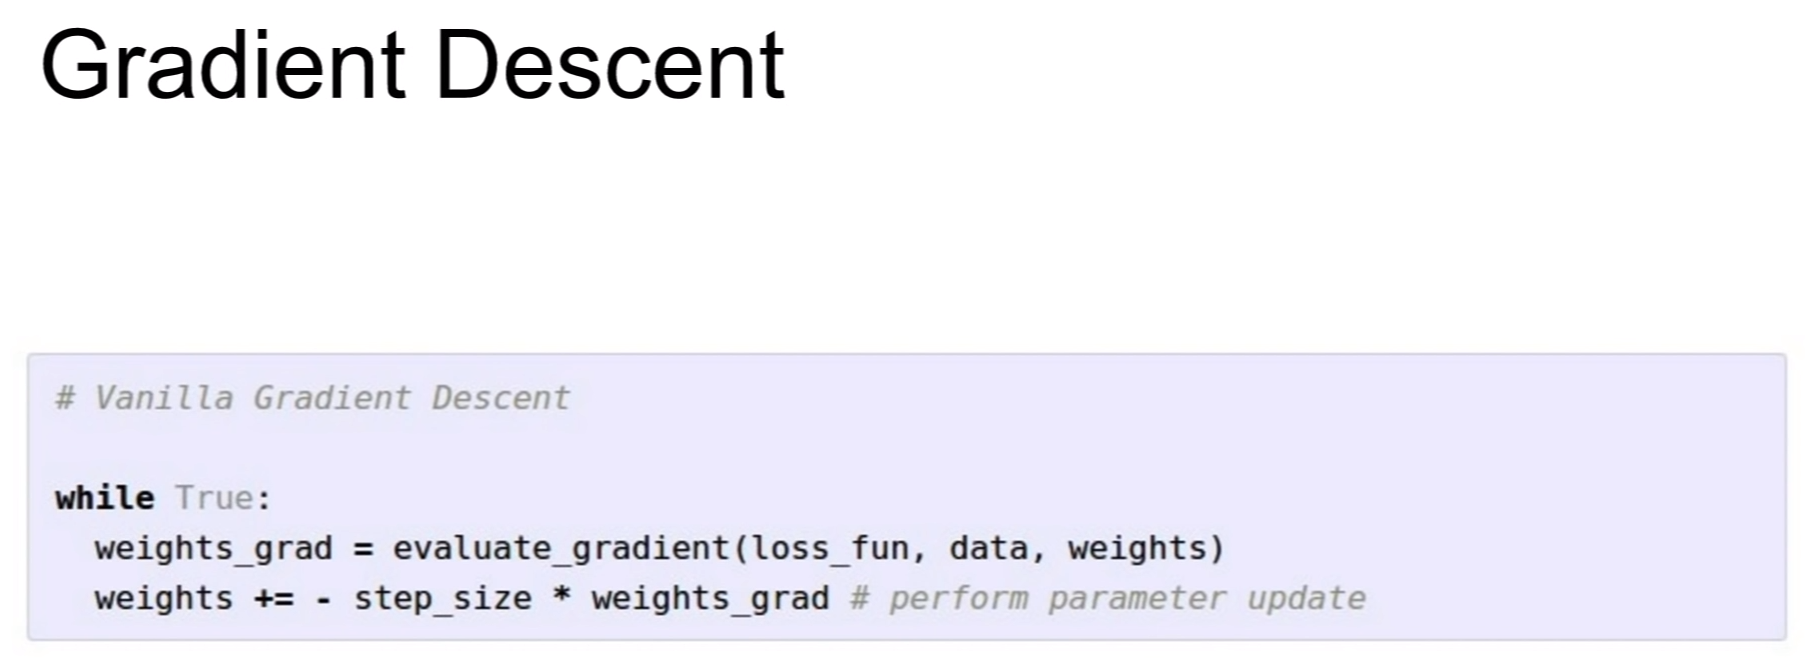 Gradient Descent
# Vanilla Gradient Descent
while True:
  weights_grad = evaluate_gradient(loss_fun, data, weights)
  weights += - step_size * weights_grad # perform parameter update